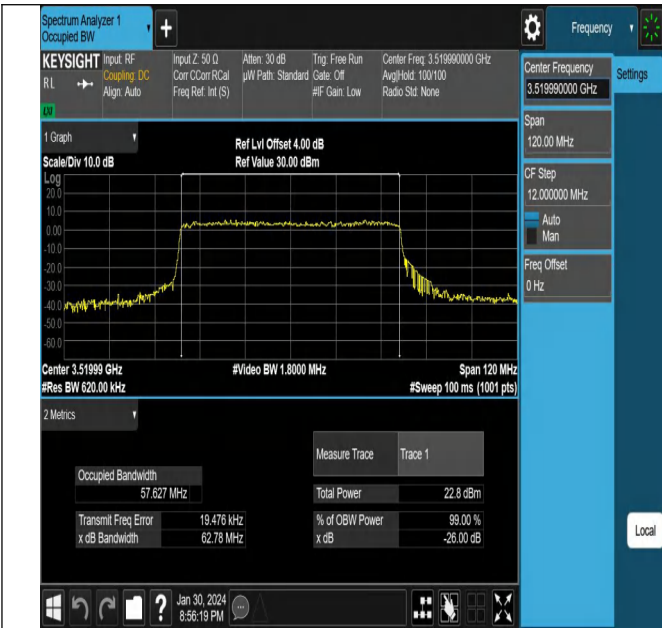 Spectrum Analyzer 1
Occupied BW
Frequency
KEYSIGHT
RL
LXI
Input: RF
Coupling: DC
Align: Auto
Input Z: 50 Ω
Corr CCorr RCal
Freq Ref: Int (S)
Atten: 30 dB
µW Path: Standard
Trig: Free Run
Gate: Off
#IF Gain: Low
Center Freq: 3.519990000 GHz
Avg|Hold: 100/100
Radio Std: None
Center Frequency
3.519990000 GHz
Settings
Span
120.00 MHz
CF Step
12.000000 MHz
Auto
Man
Freq Offset
0 Hz
1 Graph
Scale/Div 10.0 dB
Ref Lvl Offset 4.00 dB
Ref Value 30.00 dBm
Log
20.0
10.0
0.00
-10.0
-20.0
-30.0
-40.0
-50.0
-60.0
Center 3.51999 GHz
#Res BW 620.00 kHz
#Video BW 1.8000 MHz
Span 120 MHz
#Sweep 100 ms (1001 pts)
2 Metrics
Measure Trace Trace 1
Occupied Bandwidth
57.627 MHz
Total Power 22.8 dBm
Transmit Freq Error 19.476 kHz
% of OBW Power 99.00 %
x dB Bandwidth 62.78 MHz
x dB -26.00 dB
Local
Jan 30, 2024
8:56:19 PM